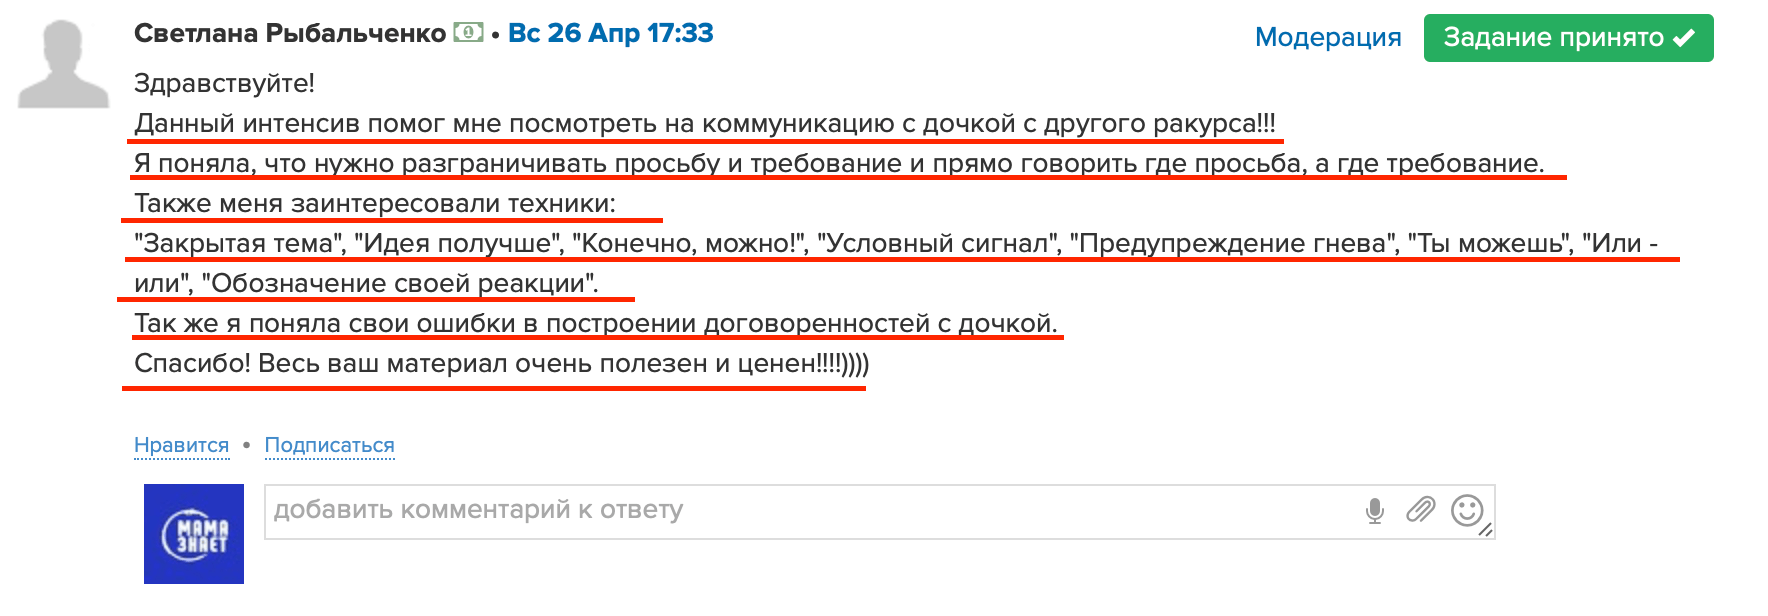 Светлана Рыбальченко 1 • Вс 26 Апр 17:33
Модерация
Задание принято ✔
Здравствуйте!
Данный интенсив помог мне посмотреть на коммуникацию с дочкой с другого ракурса!!!
Я поняла, что нужно разграничивать просьбу и требование и прямо говорить где просьба, а где требование.
Также меня заинтересовали техники:
"Закрытая тема", "Идея получше", "Конечно, можно!", "Условный сигнал", "Предупреждение гнева", "Ты можешь", "Или -
или", "Обозначение своей реакции".
Так же я поняла свои ошибки в построении договоренностей с дочкой.
Спасибо! Весь ваш материал очень полезен и ценен!!!!))))
Нравится • Подписаться
МАМА
ЗНАЕТ
добавить комментарий к ответу